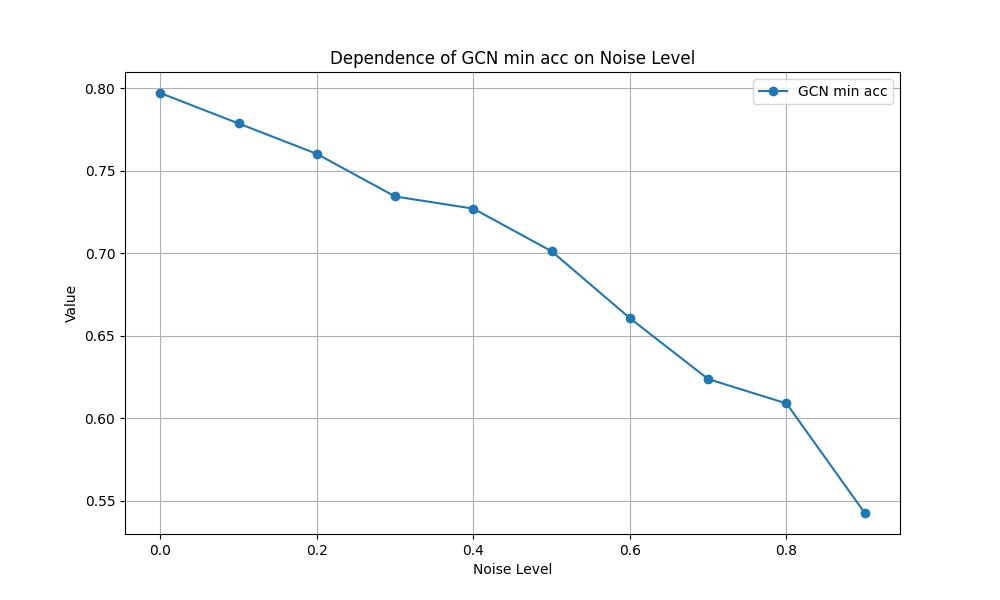 Dependence of GCN min acc on Noise Level
GCN min acc
0.80
0.75
0.70
0.65
0.60
0.55
Value
0.0 0.2 0.4 0.6 0.8
Noise Level